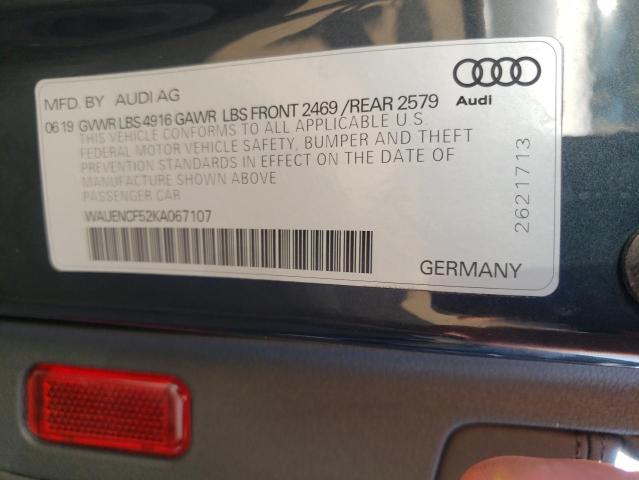 MFD. BY AUDI AG
Audi
06 19 GVWR LBS 4916 GAWR LBS FRONT 2469 /REAR 2579
THIS VEHICLE CONFORMS TO ALL APPLICABLE U.S.
FEDERAL MOTOR VEHICLE SAFETY, BUMPER AND THEFT
PREVENTION STANDARDS IN EFFECT ON THE DATE OF
MANUFACTURE SHOWN ABOVE
PASSENGER CAR
WAUENCF52KA067107
GERMANY
2621713